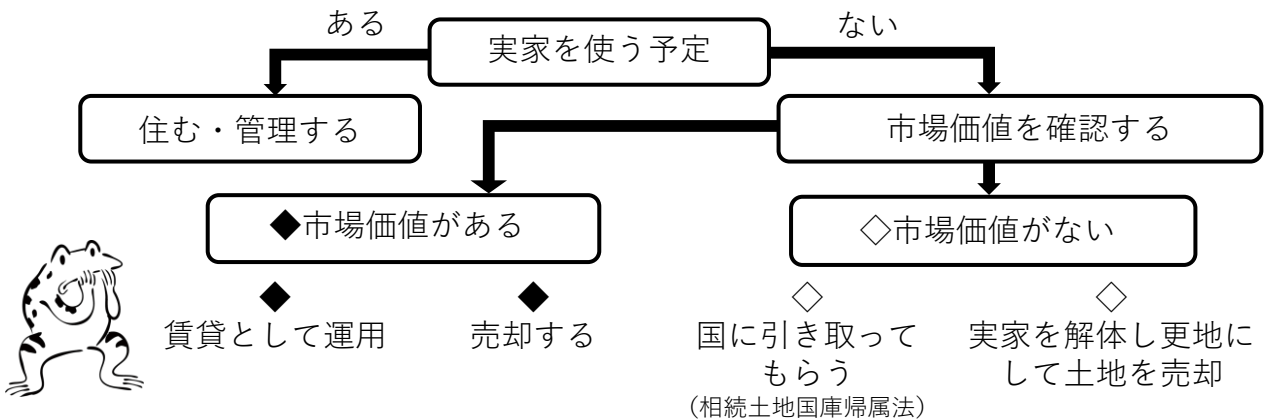 ある
実家を使う予定
ない
住む・管理する
市場価値を確認する
◆市場価値がある
◇市場価値がない
◆
賃貸として運用
◆
売却する
◇
国に引き取って
もらう
（相続土地国庫帰属法）
◇
実家を解体し更地に
して土地を売却